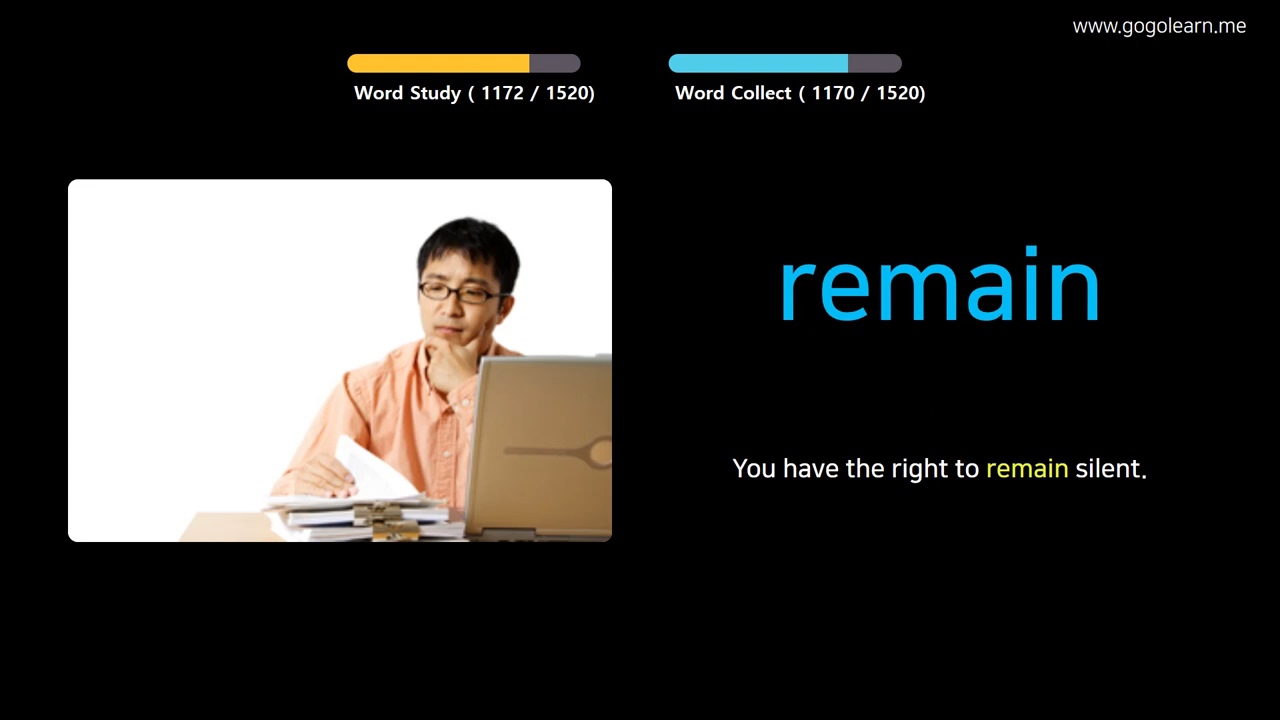 www.gogolearn.me
Word Study ( 1172 / 1520)
Word Collect ( 1170 / 1520)
remain
You have the right to remain silent.